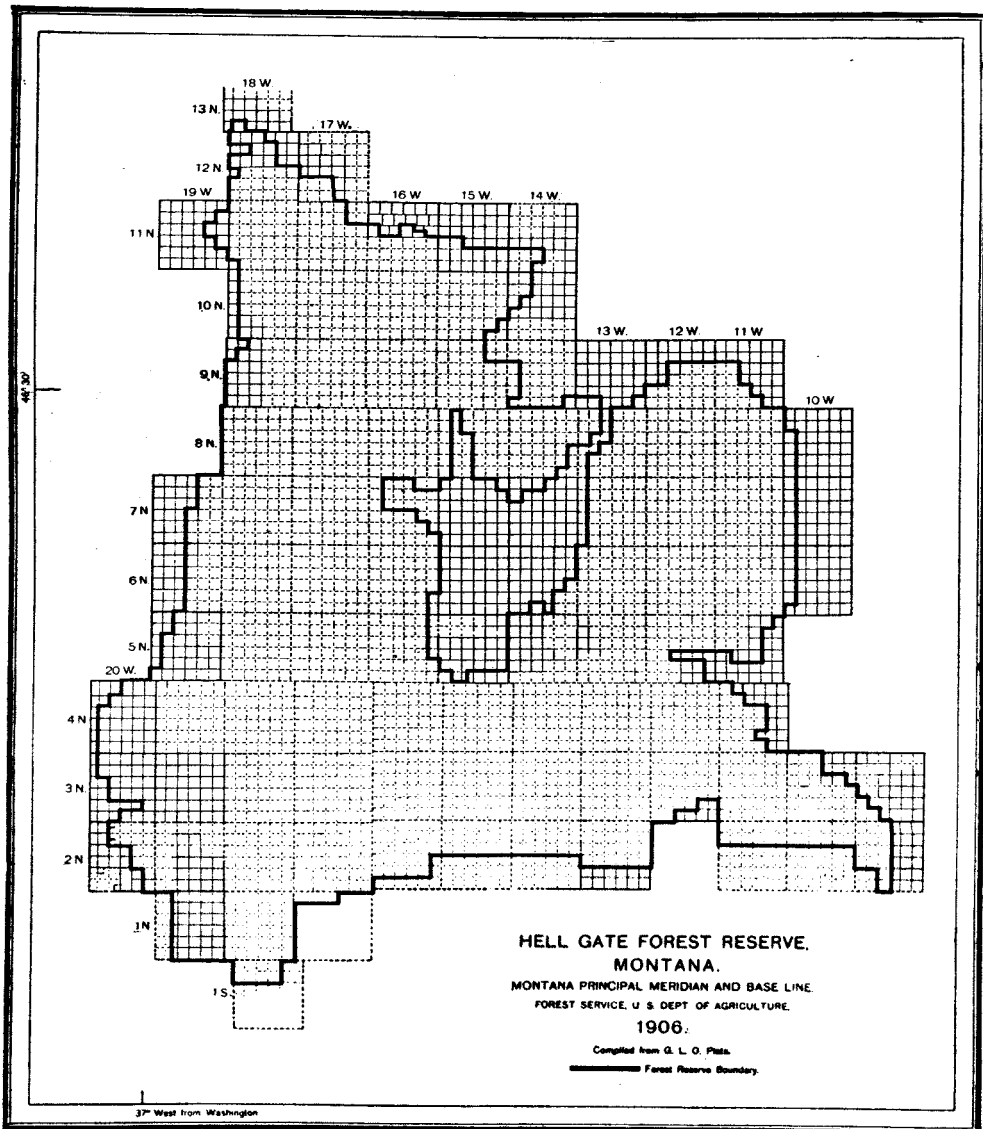 18 W.
13 N.
17 W.
12 N.
19 W
16 W
15 W.
14 W.
11 N
10 N.
13 W.
12 W.
11 W
46° 30'
9 N.
10 W
8 N.
7 N.
6 N
5 N.
20 W.
4 N
3 N.
2 N
1 N
1 S.
HELL GATE FOREST RESERVE,
MONTANA.
MONTANA PRINCIPAL MERIDIAN AND BASE LINE.
FOREST SERVICE, U. S. DEPT OF AGRICULTURE.
1906.
Compiled from G. L. O. Plats.
Forest Reserve Boundary.
37° West from Washington